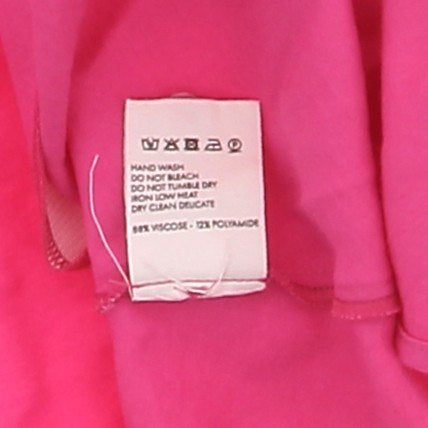 HAND WASH
DO NOT BLEACH
DO NOT TUMBLE DRY
IRON LOW HEAT
DRY CLEAN DELICATE
88% VISCOSE - 12% POLYAMIDE